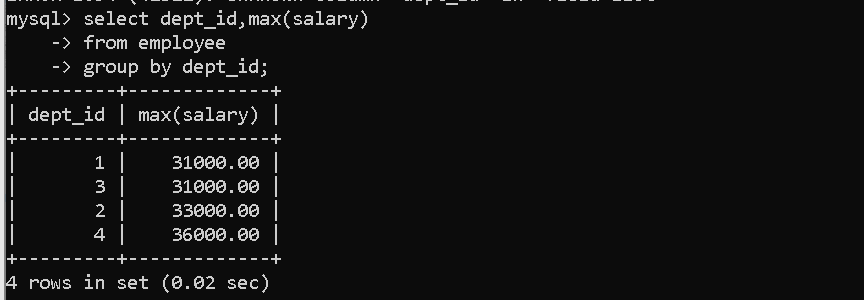 mysql> select dept_id,max(salary)
    -> from employee
    -> group by dept_id;
+---------+-------------+
| dept_id | max(salary) |
+---------+-------------+
|       1 |    31000.00 |
|       3 |    31000.00 |
|       2 |    33000.00 |
|       4 |    36000.00 |
+---------+-------------+
4 rows in set (0.02 sec)